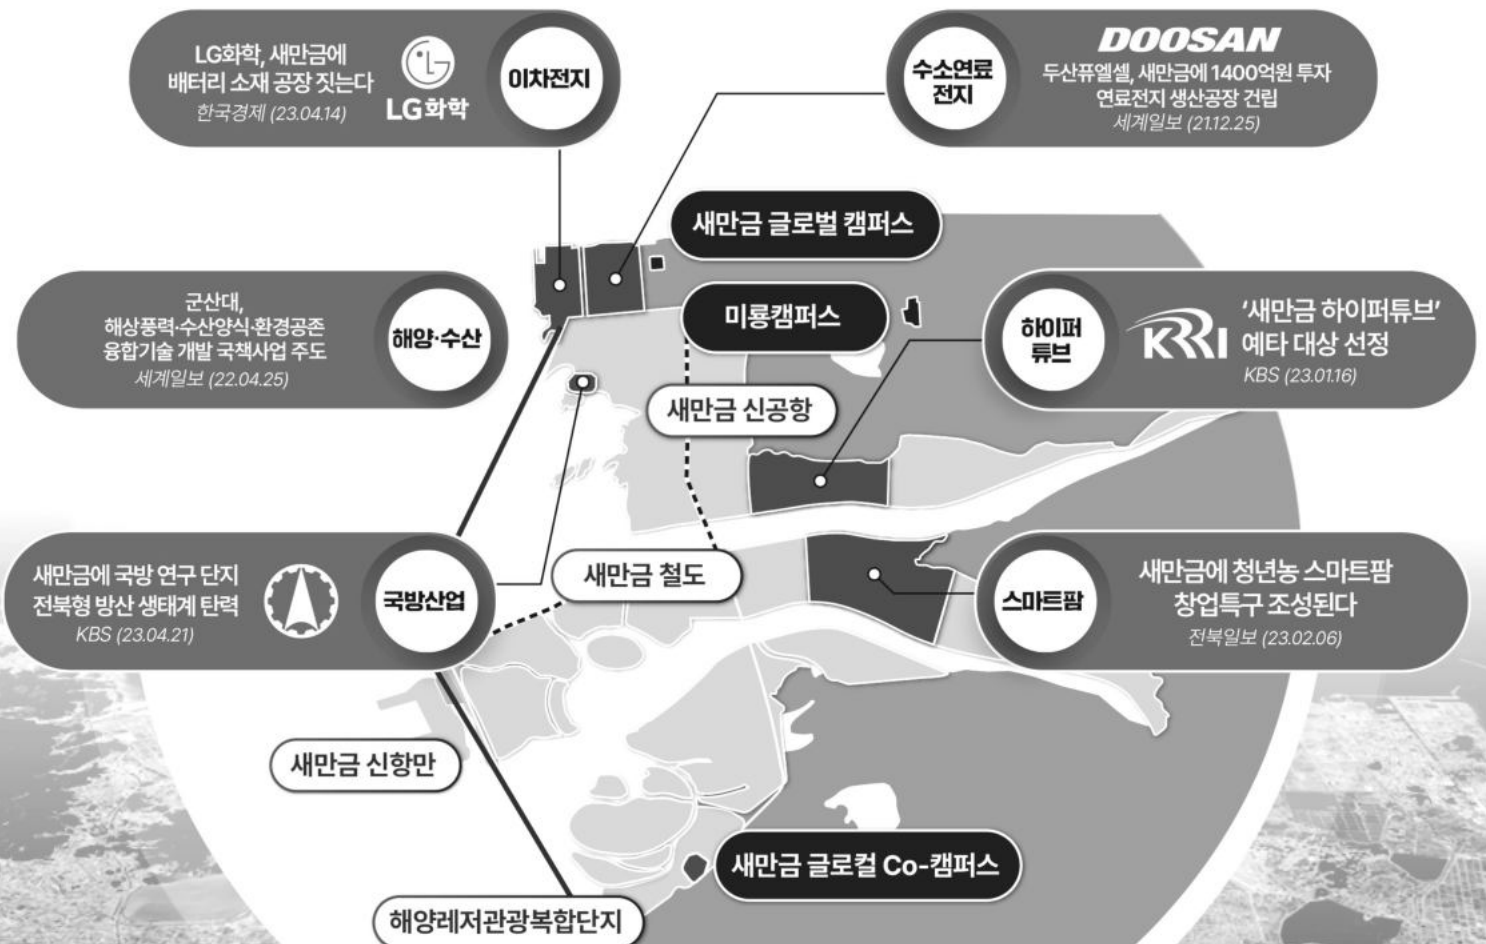 LG화학, 새만금에
배터리 소재 공장 짓는다
한국경제 (23.04.14)
LG화학
이차전지
수소연료
전지
DOOSAN
두산퓨엘셀, 새만금에 1400억원 투자
연료전지 생산공장 건립
세계일보 (21.12.25)
새만금 글로벌 캠퍼스
군산대,
해상풍력·수산양식·환경공존
융합기술 개발 국책사업 주도
세계일보 (22.04.25)
해양·수산
미룡캠퍼스
하이퍼
튜브
KRRI
‘새만금 하이퍼튜브’
예타 대상 선정
KBS (23.01.16)
새만금 신공항
새만금에 국방 연구 단지
전북형 방산 생태계 탄력
KBS (23.04.21)
국방산업
새만금 철도
스마트팜
새만금에 청년농 스마트팜
창업특구 조성된다
전북일보 (23.02.06)
새만금 신항만
새만금 글로컬 Co-캠퍼스
해양레저관광복합단지